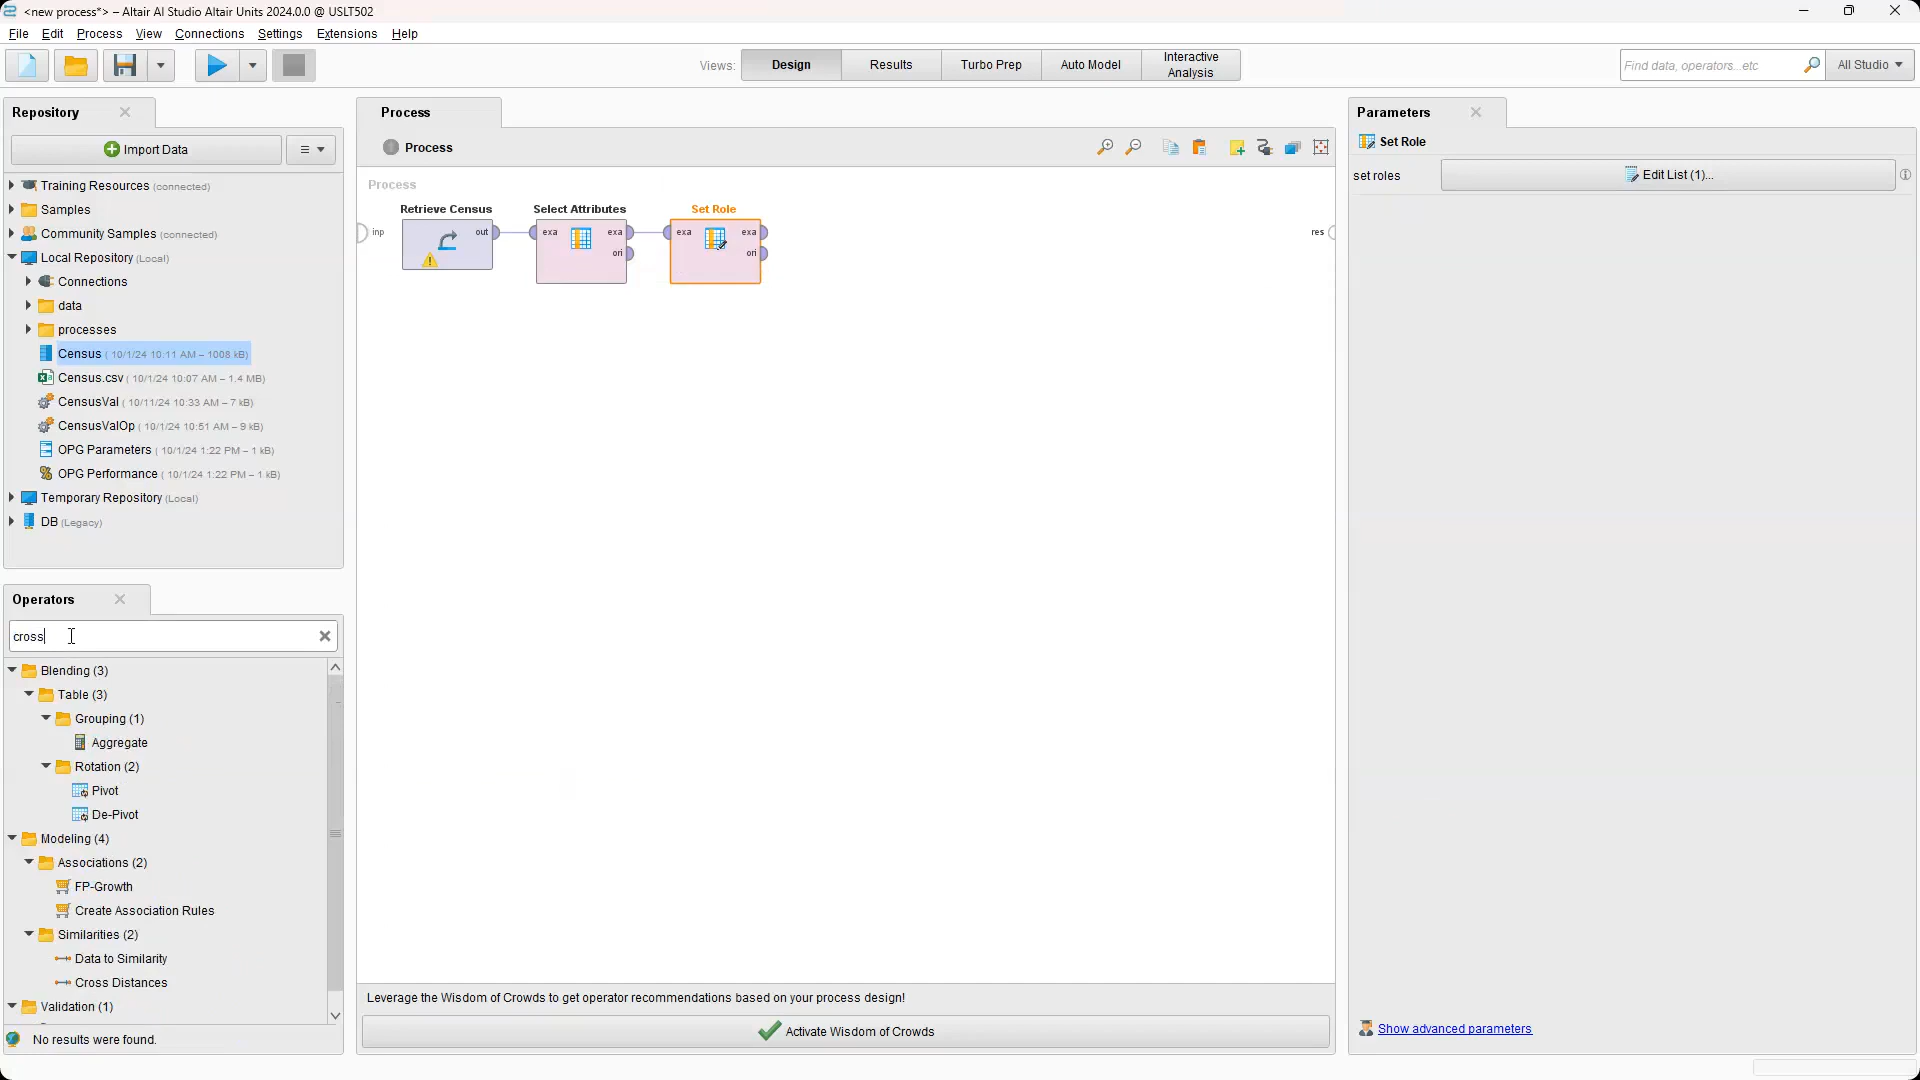 <new process*> – Altair AI Studio Altair Units 2024.0.0 @ USLT502
File Edit Process View Connections Settings Extensions Help
Views: Design Results Turbo Prep Auto Model Interactive Analysis
Find data, operators...etc All Studio
Repository
Import Data
Training Resources (connected)
Samples
Community Samples (connected)
Local Repository (Local)
Connections
data
processes
Census ( 10/1/24 10:11 AM – 1008 kB)
Census.csv ( 10/1/24 10:07 AM – 1.4 MB)
CensusVal ( 10/11/24 10:33 AM – 7 kB)
CensusValOp ( 10/1/24 10:51 AM – 9 kB)
OPG Parameters ( 10/1/24 1:22 PM – 1 kB)
OPG Performance ( 10/1/24 1:22 PM – 1 kB)
Temporary Repository (Local)
DB (Legacy)
Operators
cross
Blending (3)
Table (3)
Grouping (1)
Aggregate
Rotation (2)
Pivot
De-Pivot
Modeling (4)
Associations (2)
FP-Growth
Create Association Rules
Similarities (2)
Data to Similarity
Cross Distances
Validation (1)
No results were found.
Process
Process
Process
Retrieve Census Select Attributes Set Role
inp out exa exa exa exa res
ori ori
Leverage the Wisdom of Crowds to get operator recommendations based on your process design!
Activate Wisdom of Crowds
Parameters
Set Role
set roles Edit List (1)...
Show advanced parameters